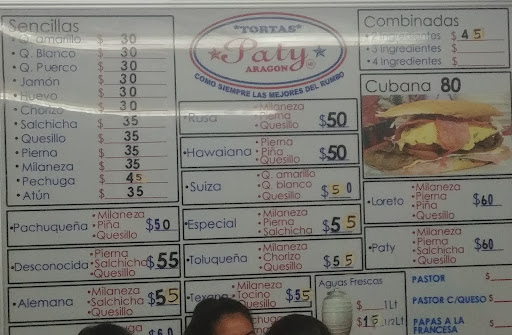 Sencillas
• Q. amarillo $ 30
• Q. Blanco $ 30
• Q. Puerco $ 30
• Jamón $ 30
• Huevo $ 30
• Chorizo $ 30
• Salchicha $ 35
• Quesillo $ 35
• Pierna $ 35
• Milaneza $ 35
• Pechuga $ 45
• Atún $ 35
•Pachuqueña •Milaneza •Piña •Quesillo $50
•Desconocida •Pierna •Salchicha •Quesillo $55
•Alemana •Milaneza •Salchicha •Quesillo $55
"TORTAS"
Paty
ARAGON
COMO SIEMPRE LAS MEJORES DEL RUMBO
•Rusa •Milaneza •Pierna •Quesillo $50
•Hawaiana •Pierna •Piña •Quesillo $50
•Suiza •Q. amarillo •Q. blanco •Quesillo $50
•Especial •Milaneza •Pierna •Salchicha $55
•Toluqueña •Milaneza •Chorizo •Quesillo $55
•Texana •Milaneza •Tocino •Quesillo $55
Combinadas
• 2 Ingredientes $ 45
• 3 Ingredientes $
• 4 Ingredientes $
Cubana 80
•Loreto •Milaneza •Pierna •Piña •Quesillo $60
•Paty •Milaneza •Pierna •Salchicha •Quesillo $60
Aguas Frescas
$ 1Lt
$15 1/2Lt
PASTOR $
PASTOR C/QUESO $
PAPAS A LA FRANCESA $